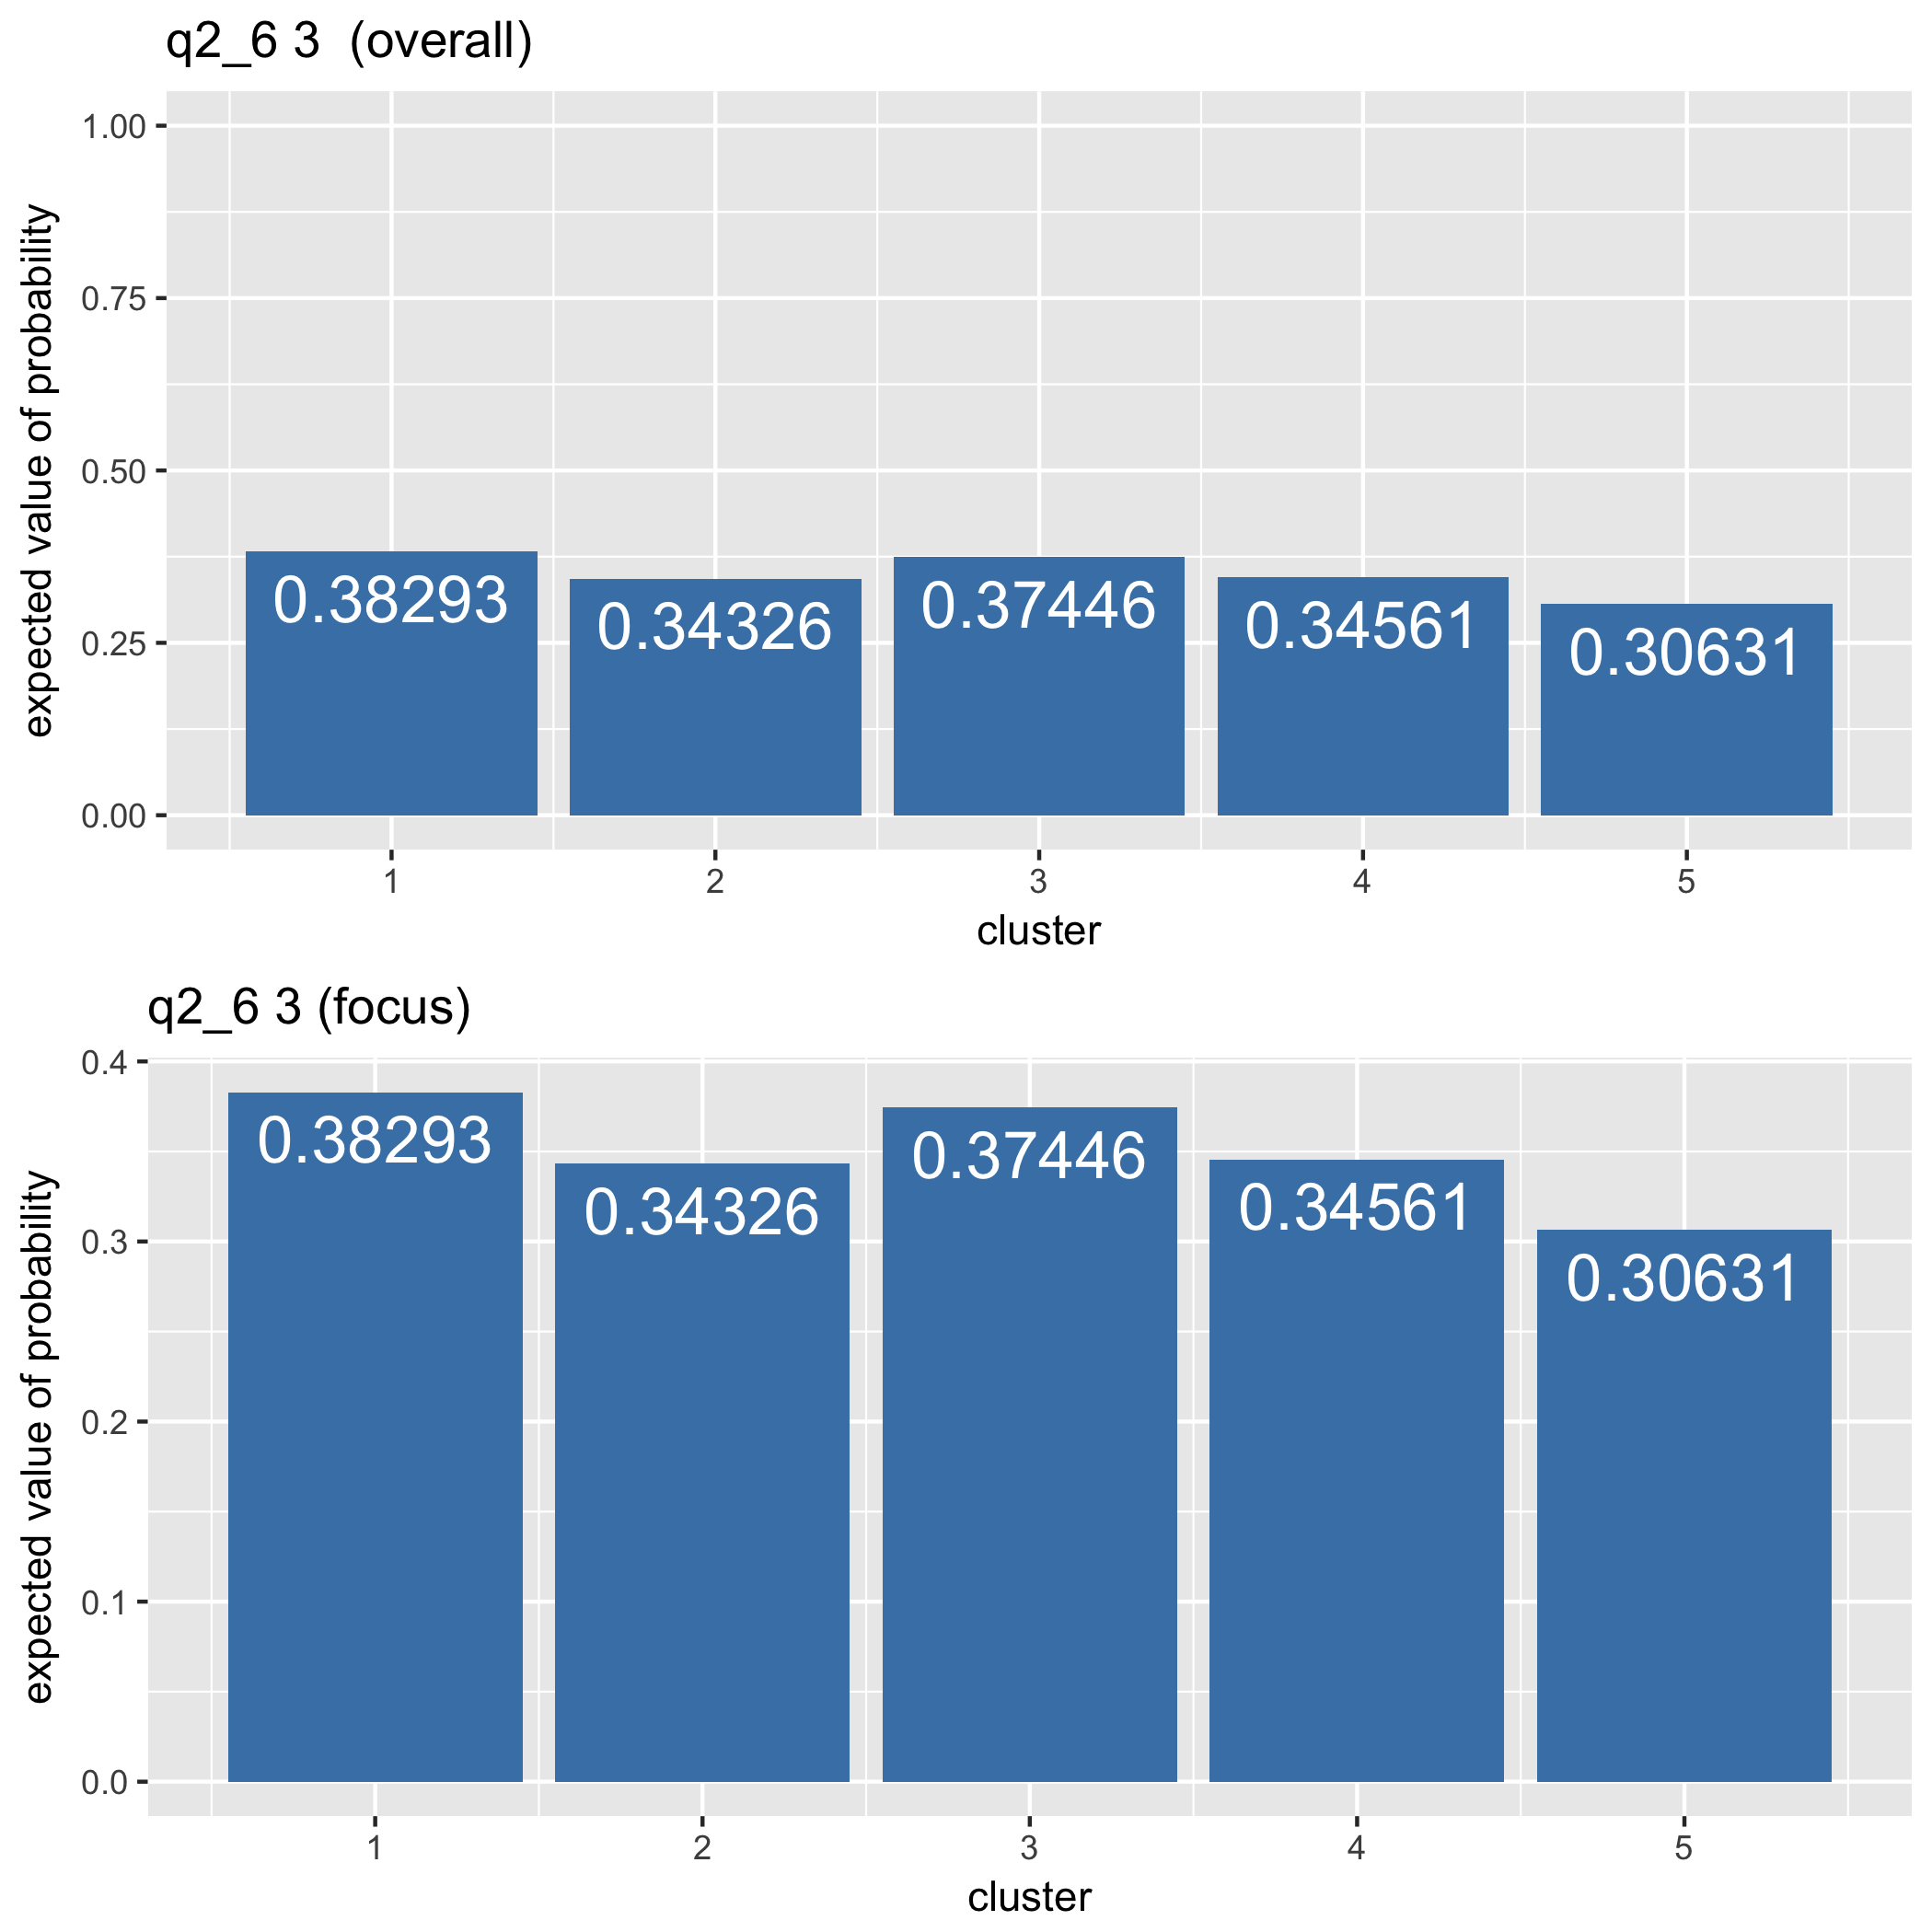 q2_6 3  (overall)
expected value of probability
1.00
0.75
0.50
0.25
0.00
0.38293
0.34326
0.37446
0.34561
0.30631
1 2 3 4 5
cluster
q2_6 3 (focus)
expected value of probability
0.4
0.3
0.2
0.1
0.0
0.38293
0.34326
0.37446
0.34561
0.30631
1 2 3 4 5
cluster